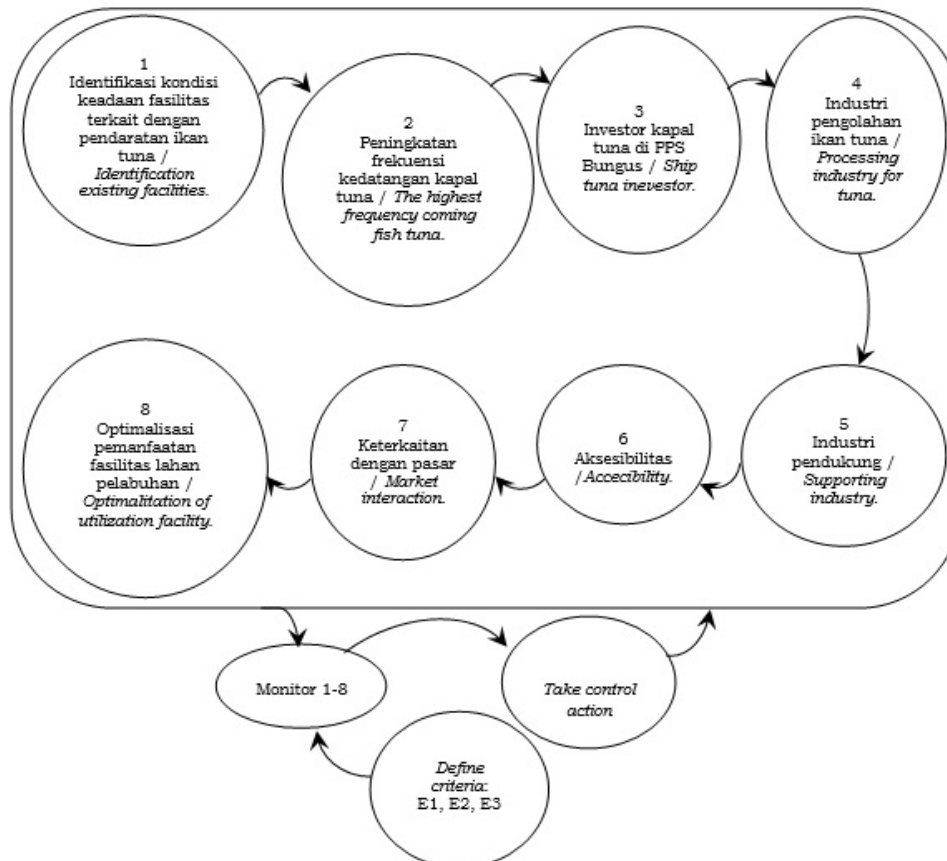 1
Identifikasi kondisi
keadaan fasilitas
terkait dengan
pendaratan ikan
tuna /
Identification
existing facilities.
2
Peningkatan
frekuensi
kedatangan kapal
tuna / The highest
frequency coming
fish tuna.
3
Investor kapal
tuna di PPS
Bungus / Ship
tuna inevestor.
4
Industri
pengolahan
ikan tuna /
Processing
industry for
tuna.
5
Industri
pendukung /
Supporting
industry.
6
Aksesibilitas
/Accecibility.
7
Keterkaitan
dengan pasar
/ Market
interaction.
8
Optimalisasi
pemanfaatan
fasilitas lahan
pelabuhan /
Optimalitation of
utilization facility.
Monitor 1-8
Take control
action
Define
criteria:
E1, E2, E3